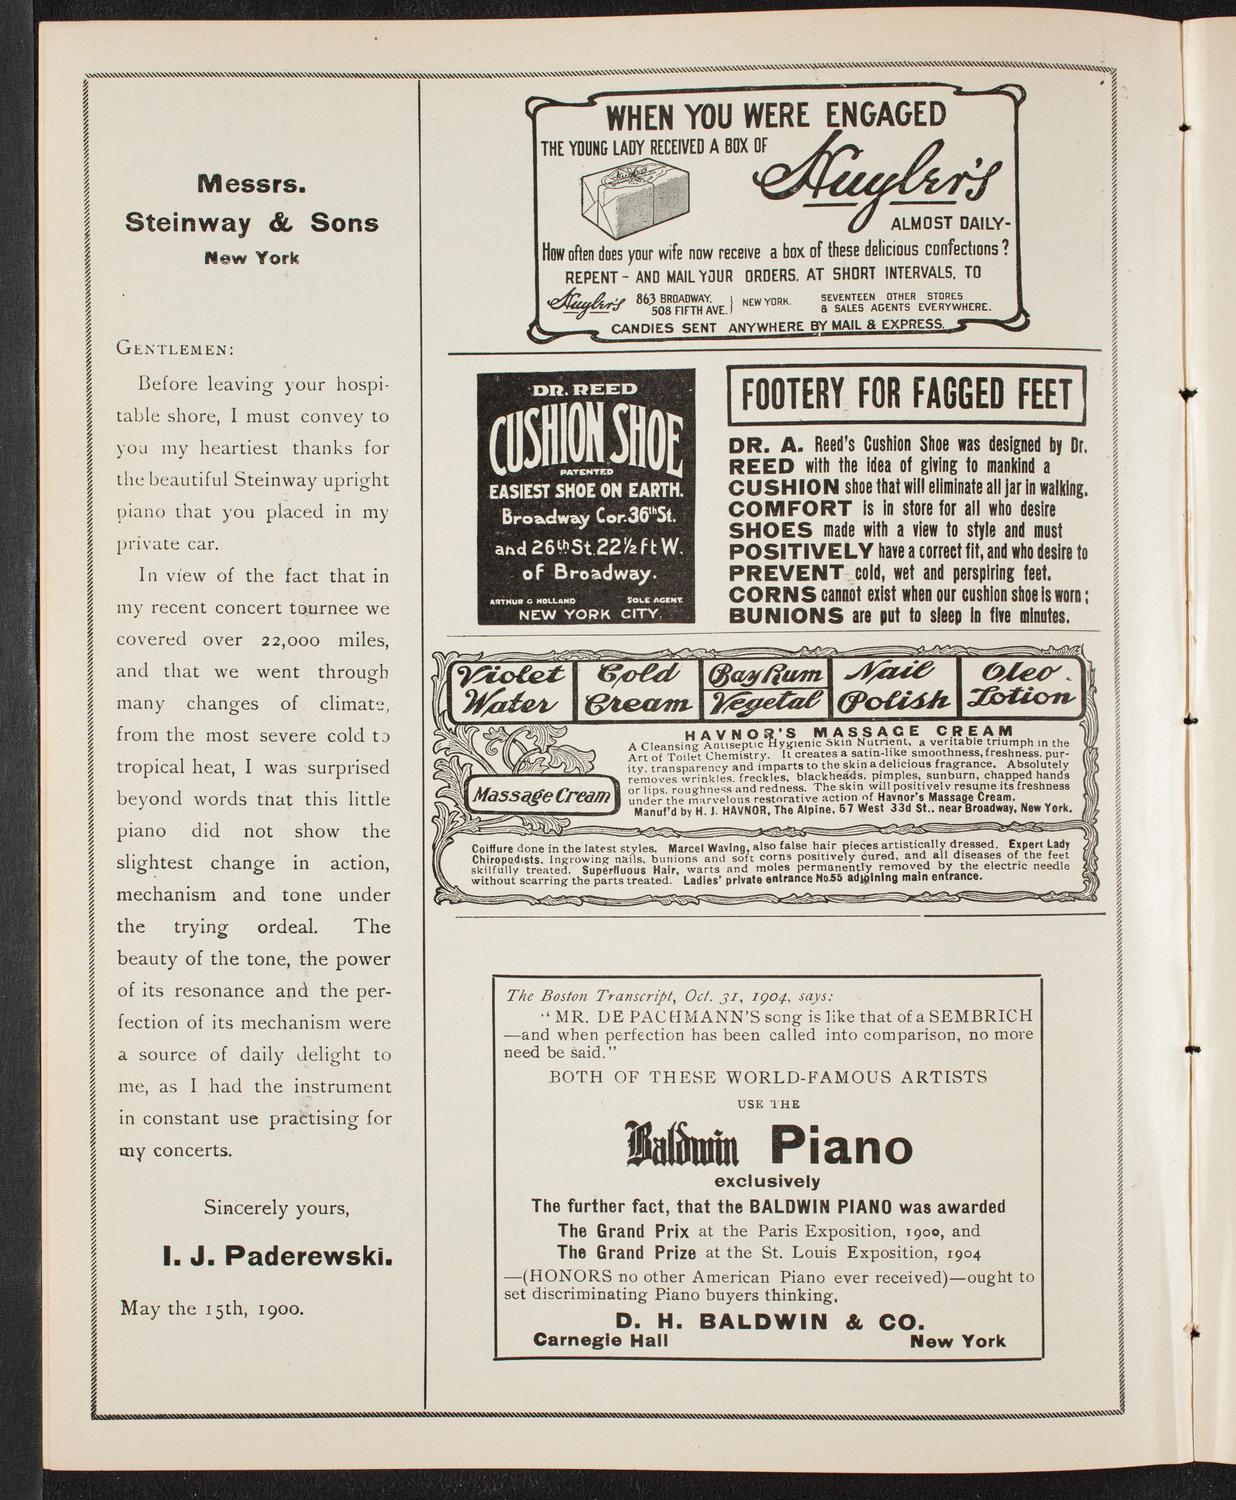 Messrs.
Steinway & Sons
New York
GENTLEMEN:
Before leaving your hospi-
table shore, I must convey to
you my heartiest thanks for
the beautiful Steinway upright
piano that you placed in my
private car.
In view of the fact that in
my recent concert tournee we
covered over 22,000 miles,
and that we went through
many changes of climate,
from the most severe cold to
tropical heat, I was surprised
beyond words that this little
piano did not show the
slightest change in action,
mechanism and tone under
the trying ordeal. The
beauty of the tone, the power
of its resonance and the per-
fection of its mechanism were
a source of daily delight to
me, as I had the instrument
in constant use practising for
my concerts.
Sincerely yours,
I. J. Paderewski.
May the 15th, 1900.
WHEN YOU WERE ENGAGED
THE YOUNG LADY RECEIVED A BOX OF
Huyler's
ALMOST DAILY-
How often does your wife now receive a box of these delicious confections?
REPENT - AND MAIL YOUR ORDERS, AT SHORT INTERVALS, TO
Huyler's 863 BROADWAY, 508 FIFTH AVE. } NEW YORK. SEVENTEEN OTHER STORES & SALES AGENTS EVERYWHERE.
CANDIES SENT ANYWHERE BY MAIL & EXPRESS.
DR. REED
CUSHION SHOE
PATENTED
EASIEST SHOE ON EARTH.
Broadway Cor. 36th St.
and 26th St. 22½ ft W.
of Broadway.
ARTHUR G HOLLAND SOLE AGENT.
NEW YORK CITY.
FOOTERY FOR FAGGED FEET
DR. A. Reed's Cushion Shoe was designed by Dr.
REED with the idea of giving to mankind a
CUSHION shoe that will eliminate all jar in walking.
COMFORT is in store for all who desire
SHOES made with a view to style and must
POSITIVELY have a correct fit, and who desire to
PREVENT cold, wet and perspiring feet.
CORNS cannot exist when our cushion shoe is worn;
BUNIONS are put to sleep in five minutes.
Violet Water
Cold Cream
Bay Rum
Vegetal
Nail Polish
Oleo Lotion
Massage Cream
HAVNOR'S MASSAGE CREAM
A Cleansing Antiseptic Hygienic Skin Nutrient, a veritable triumph in the
Art of Toilet Chemistry. It creates a satin-like smoothness, freshness, pur-
ity, transparency and imparts to the skin a delicious fragrance. Absolutely
removes wrinkles, freckles, blackheads, pimples, sunburn, chapped hands
or lips, roughness and redness. The skin will positively resume its freshness
under the marvelous restorative action of Havnor's Massage Cream.
Manuf'd by H. J. HAVNOR, The Alpine, 57 West 33d St., near Broadway, New York.
Coiffure done in the latest styles. Marcel Waving, also false hair pieces artistically dressed. Expert Lady
Chiropodists. Ingrowing nails, bunions and soft corns positively cured, and all diseases of the feet
skilfully treated. Superfluous Hair, warts and moles permanently removed by the electric needle
without scarring the parts treated. Ladies' private entrance No. 55 adjoining main entrance.
The Boston Transcript, Oct. 31, 1904, says:
"MR. DE PACHMANN'S song is like that of a SEMBRICH
—and when perfection has been called into comparison, no more
need be said."
BOTH OF THESE WORLD-FAMOUS ARTISTS
USE THE
Baldwin Piano
exclusively
The further fact, that the BALDWIN PIANO was awarded
The Grand Prix at the Paris Exposition, 1900, and
The Grand Prize at the St. Louis Exposition, 1904
—(HONORS no other American Piano ever received)—ought to
set discriminating Piano buyers thinking.
D. H. BALDWIN & CO.
Carnegie Hall New York